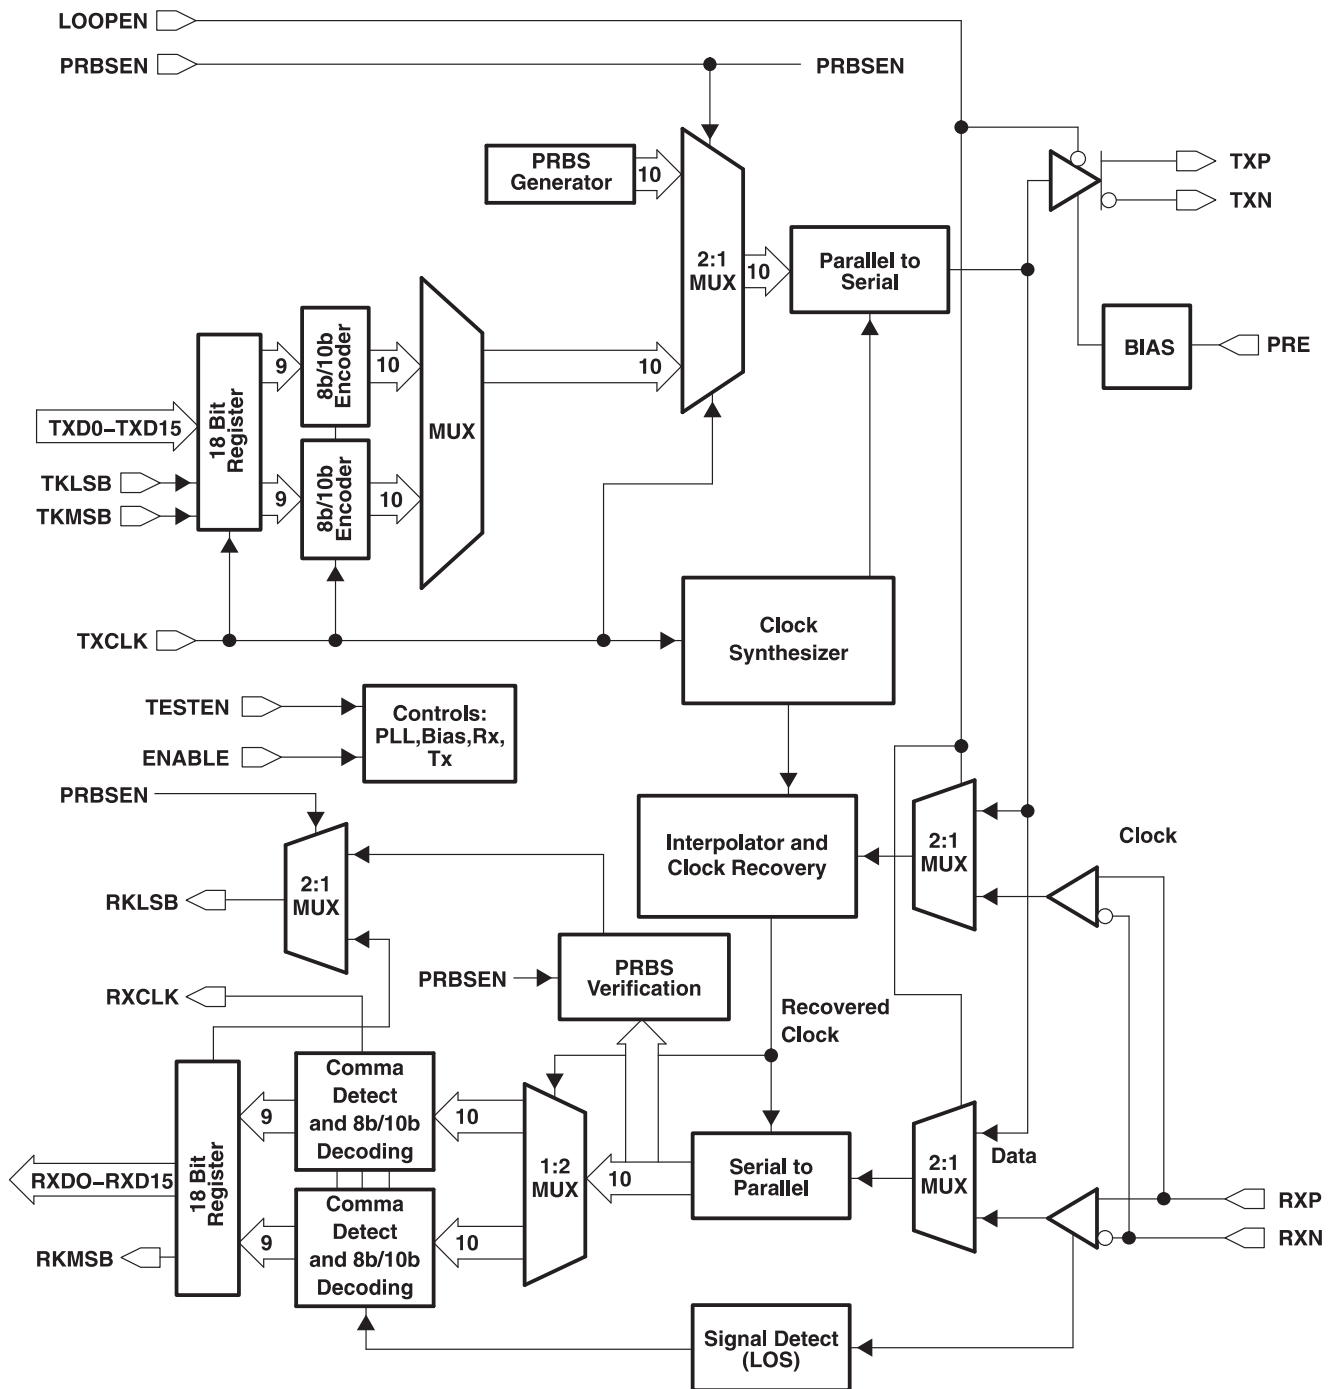 LOOPEN
PRBSEN
PRBSEN
PRBS
Generator
10
TXP
TXN
2:1
MUX
10
Parallel to
Serial
BIAS
PRE
9
8b/10b
Encoder
10
10
18 Bit
Register
TXD0–TXD15
MUX
TKLSB
TKMSB
9
8b/10b
Encoder
10
TXCLK
Clock
Synthesizer
TESTEN
ENABLE
Controls:
PLL,Bias,Rx,
Tx
PRBSEN
2:1
MUX
RKLSB
Interpolator and
Clock Recovery
2:1
MUX
Clock
PRBSEN
PRBS
Verification
RXCLK
Recovered
Clock
Comma
Detect
and 8b/10b
Decoding
9
10
18 Bit
Register
RXDO–RXD15
1:2
MUX
10
Serial to
Parallel
2:1
MUX
Data
RXP
RXN
Comma
Detect
and 8b/10b
Decoding
9
10
RKMSB
Signal Detect
(LOS)